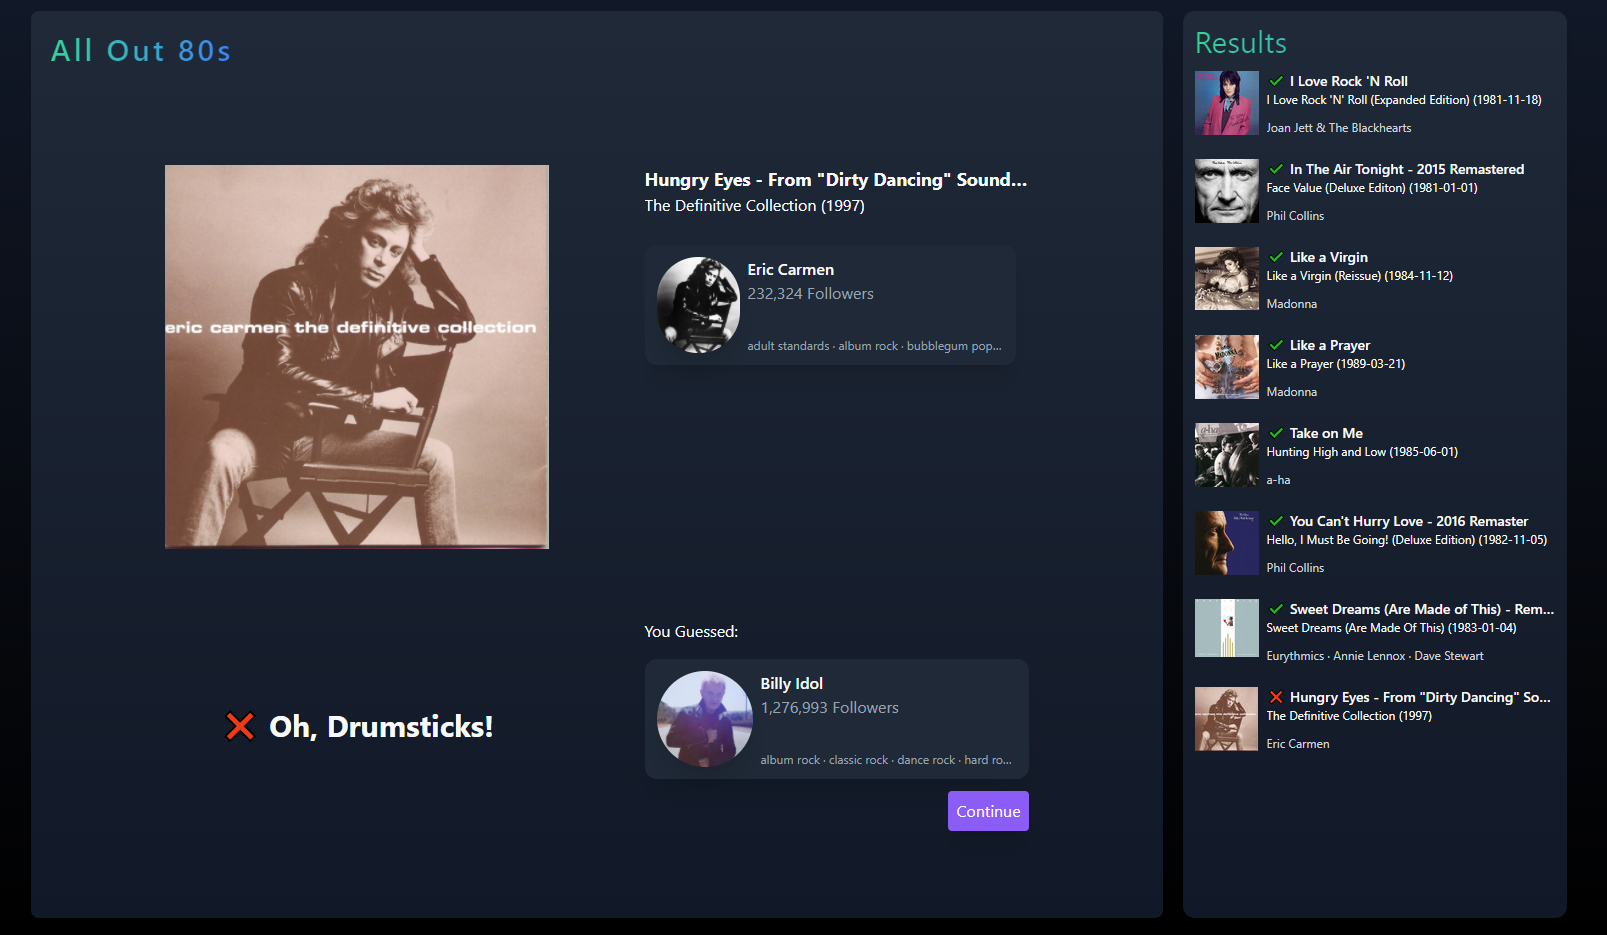 All Out 80s
eric carmen the definitive collection
Hungry Eyes - From "Dirty Dancing" Sound...
The Definitive Collection (1997)
Eric Carmen
232,324 Followers
adult standards · album rock · bubblegum pop...
You Guessed:
Billy Idol
1,276,993 Followers
album rock · classic rock · dance rock · hard ro...
Oh, Drumsticks!
Continue
Results
I Love Rock 'N Roll
I Love Rock 'N' Roll (Expanded Edition) (1981-11-18)
Joan Jett & The Blackhearts
In The Air Tonight - 2015 Remastered
Face Value (Deluxe Editon) (1981-01-01)
Phil Collins
Like a Virgin
Like a Virgin (Reissue) (1984-11-12)
Madonna
Like a Prayer
Like a Prayer (1989-03-21)
Madonna
MADONNA
Take on Me
Hunting High and Low (1985-06-01)
a-ha
a-ha
You Can't Hurry Love - 2016 Remaster
Hello, I Must Be Going! (Deluxe Edition) (1982-11-05)
Phil Collins
Sweet Dreams (Are Made of This) - Rem...
Sweet Dreams (Are Made Of This) (1983-01-04)
Eurythmics · Annie Lennox · Dave Stewart
Hungry Eyes - From "Dirty Dancing" So...
The Definitive Collection (1997)
Eric Carmen